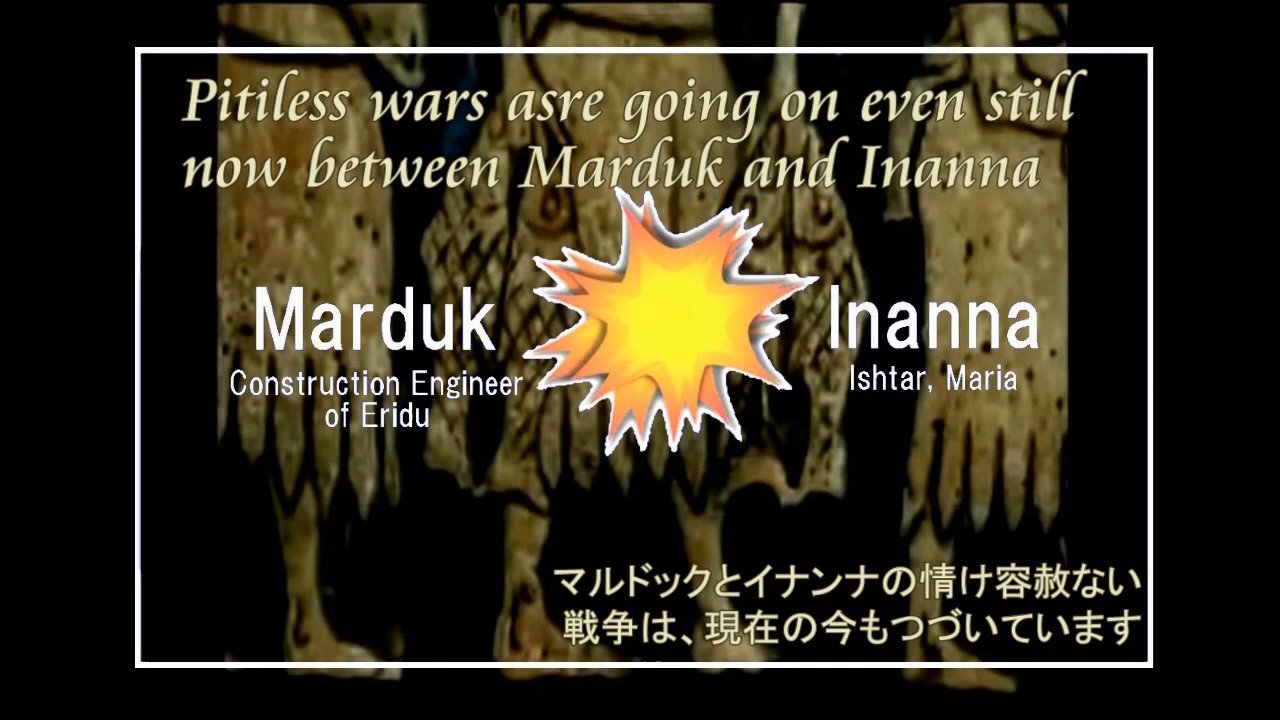 Pitiless wars asre going on even still
now between Marduk and Inanna
Marduk
Construction Engineer
of Eridu
Inanna
Ishtar, Maria
マルドックとイナンナの情け容赦ない
戦争は、現在の今もつづいています